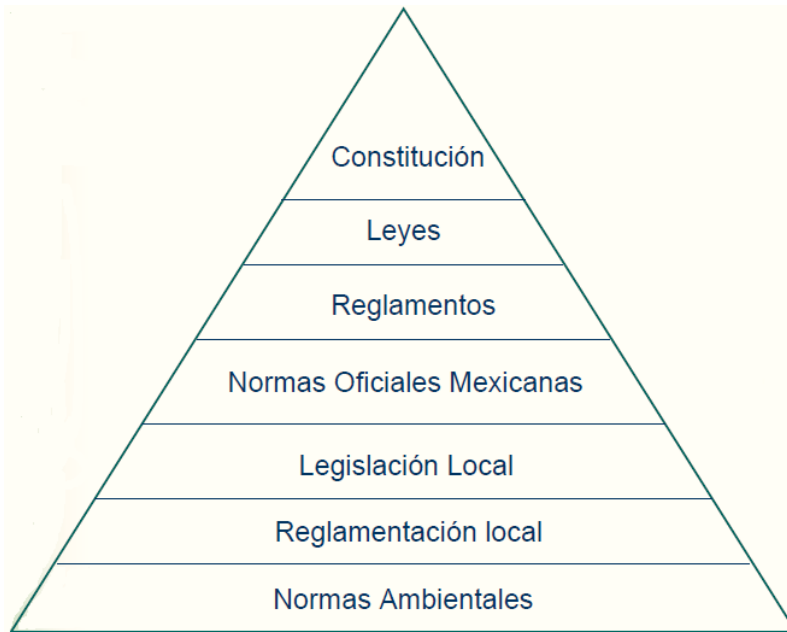 Constitución
Leyes
Reglamentos
Normas Oficiales Mexicanas
Legislación Local
Reglamentación local
Normas Ambientales